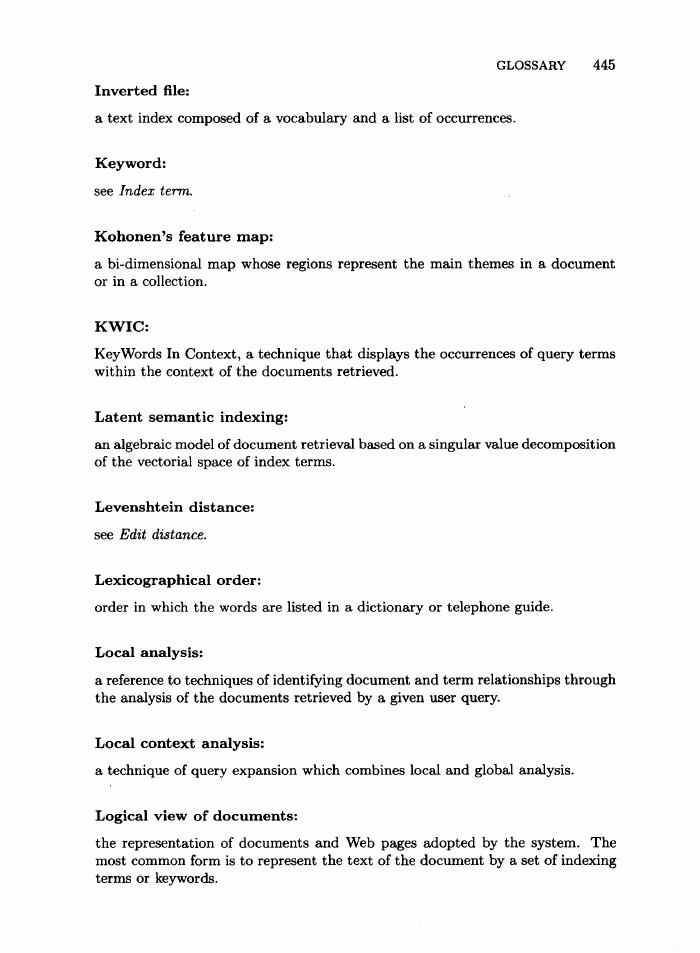 GLOSSARY 445
Inverted file:
a text index composed of a vocabulary and a list of occurrences.
Keyword:
see Index term.
Kohonen's feature map:
a bi-dimensional map whose regions represent the main themes in a document
or in a collection.
KWIC:
KeyWords In Context, a technique that displays the occurrences of query terms
within the context of the documents retrieved.
Latent semantic indexing:
an algebraic model of document retrieval based on a singular value decomposition
of the vectorial space of index terms.
Levenshtein distance:
see Edit distance.
Lexicographical order:
order in which the words are listed in a dictionary or telephone guide.
Local analysis:
a reference to techniques of identifying document and term relationships through
the analysis of the documents retrieved by a given user query.
Local context analysis:
a technique of query expansion which combines local and global analysis.
Logical view of documents:
the representation of documents and Web pages adopted by the system. The
most common form is to represent the text of the document by a set of indexing
terms or keywords.